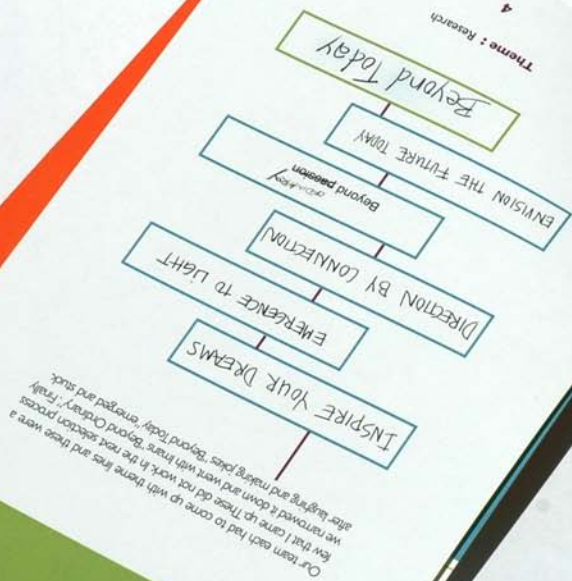 Our team each had to come up with theme lines and these were a
few that I came up. These did not work. In the next selection process
we narrowed it down and went with Imans, "Beyond Ordinary". Finally
after laughing and making jokes, "Beyond Today", emerged and stuck.
INSPIRE YOUR DREAMS
EMERGENCE TO LIGHT
DIRECTION BY CONNECTION
Beyond passion
ORDINARY
ENVISION THE FUTURE TODAY
Beyond Today
Theme : Research
4